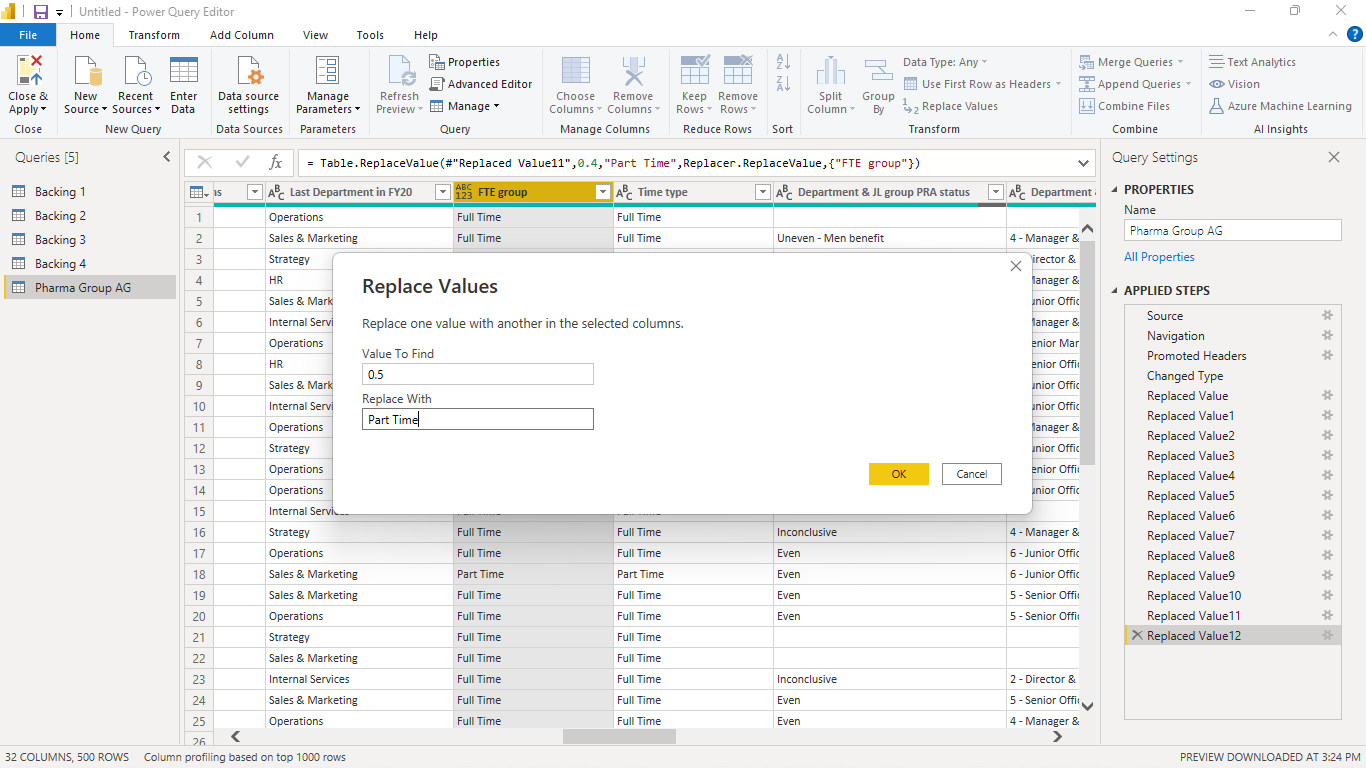 Untitled - Power Query Editor
File Home Transform Add Column View Tools Help
Close & Apply
New Source
Recent Sources
Enter Data
Data source settings
Manage Parameters
Refresh Preview
Properties
Advanced Editor
Manage
Choose Columns
Remove Columns
Keep Rows
Remove Rows
Split Column
Group By
Data Type: Any
Use First Row as Headers
Replace Values
Merge Queries
Append Queries
Combine Files
Text Analytics
Vision
Azure Machine Learning
Close New Query Data Sources Parameters Query Manage Columns Reduce Rows Sort Transform Combine AI Insights
Queries [5]
Backing 1
Backing 2
Backing 3
Backing 4
Pharma Group AG
fx = Table.ReplaceValue(#"Replaced Value11",0.4,"Part Time",Replacer.ReplaceValue,{"FTE group"})
ns Last Department in FY20 FTE group Time type Department & JL group PRA status Department &
1 Operations Full Time Full Time
2 Sales & Marketing Full Time Full Time Uneven - Men benefit 4 - Manager &
3 Strategy irector &
4 HR anager &
5 Sales & Mark unior Offic
6 Internal Servi anager &
7 Operations enior Mar
8 HR enior Offic
9 Sales & Mark enior Offic
10 Internal Servi unior Offic
11 Operations anager &
12 Strategy enior Offic
13 Operations enior Offic
14 Operations unior Offic
15 Internal Services
16 Strategy Full Time Full Time Inconclusive 4 - Manager &
17 Operations Full Time Full Time Even 6 - Junior Offic
18 Sales & Marketing Part Time Part Time Even 6 - Junior Offic
19 Sales & Marketing Full Time Full Time Even 5 - Senior Offic
20 Operations Full Time Full Time Even 5 - Senior Offic
21 Strategy Full Time Full Time
22 Sales & Marketing Full Time Full Time
23 Internal Services Full Time Full Time Inconclusive 2 - Director &
24 Sales & Marketing Full Time Full Time Even 5 - Senior Offic
25 Operations Full Time Full Time Even 4 - Manager &
26
Replace Values
Replace one value with another in the selected columns.
Value To Find
0.5
Replace With
Part Time
OK Cancel
Query Settings
PROPERTIES
Name
Pharma Group AG
All Properties
APPLIED STEPS
Source
Navigation
Promoted Headers
Changed Type
Replaced Value
Replaced Value1
Replaced Value2
Replaced Value3
Replaced Value4
Replaced Value5
Replaced Value6
Replaced Value7
Replaced Value8
Replaced Value9
Replaced Value10
Replaced Value11
Replaced Value12
32 COLUMNS, 500 ROWS Column profiling based on top 1000 rows PREVIEW DOWNLOADED AT 3:24 PM